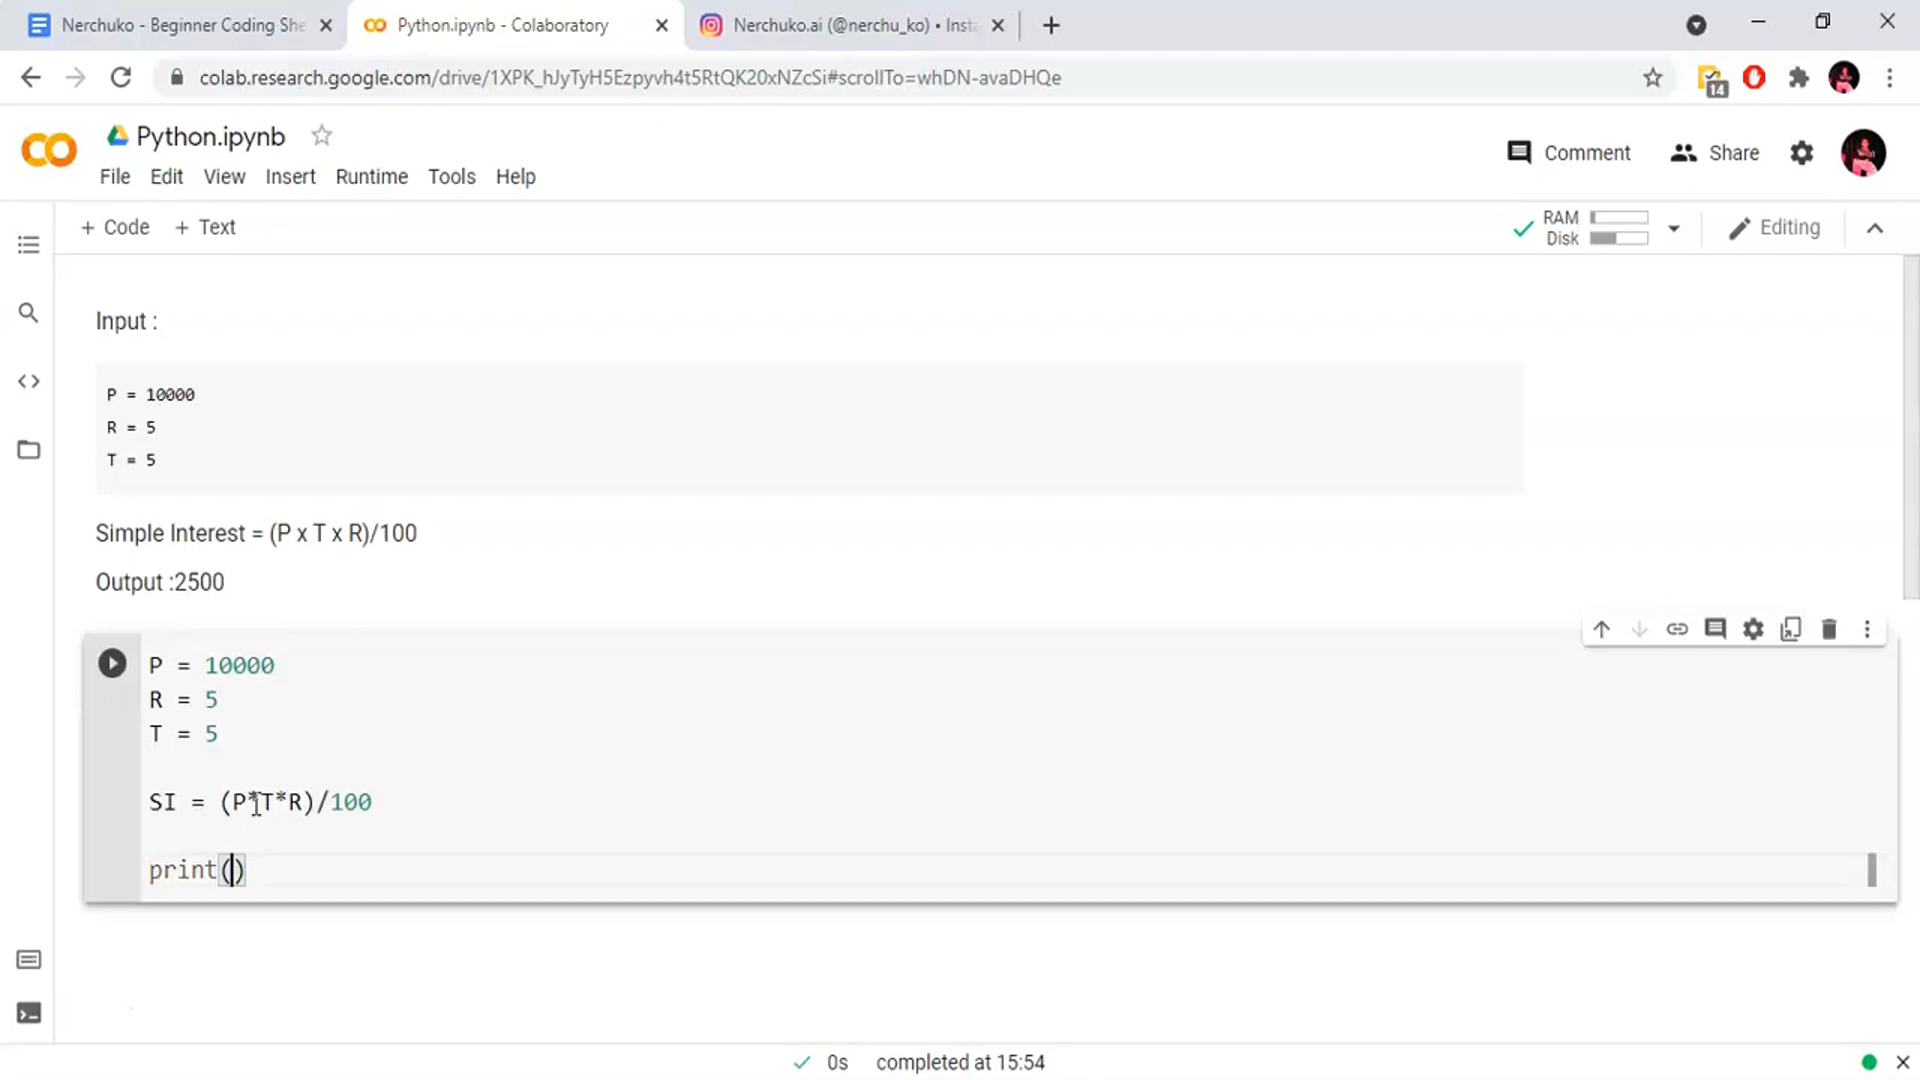 Nerchuko - Beginner Coding She
Python.ipynb - Colaboratory
Nerchuko.ai (@nerchu_ko) • Insta
colab.research.google.com/drive/1XPK_hJyTyH5Ezpyvh4t5RtQK20xNZcSi#scrollTo=whDN-avaDHQe
14
Python.ipynb
Comment
Share
File Edit View Insert Runtime Tools Help
+ Code + Text
RAM
Disk
Editing
Input :
P = 10000
R = 5
T = 5
Simple Interest = (P x T x R)/100
Output :2500
P = 10000
R = 5
T = 5
SI = (P*T*R)/100
print()
0s completed at 15:54